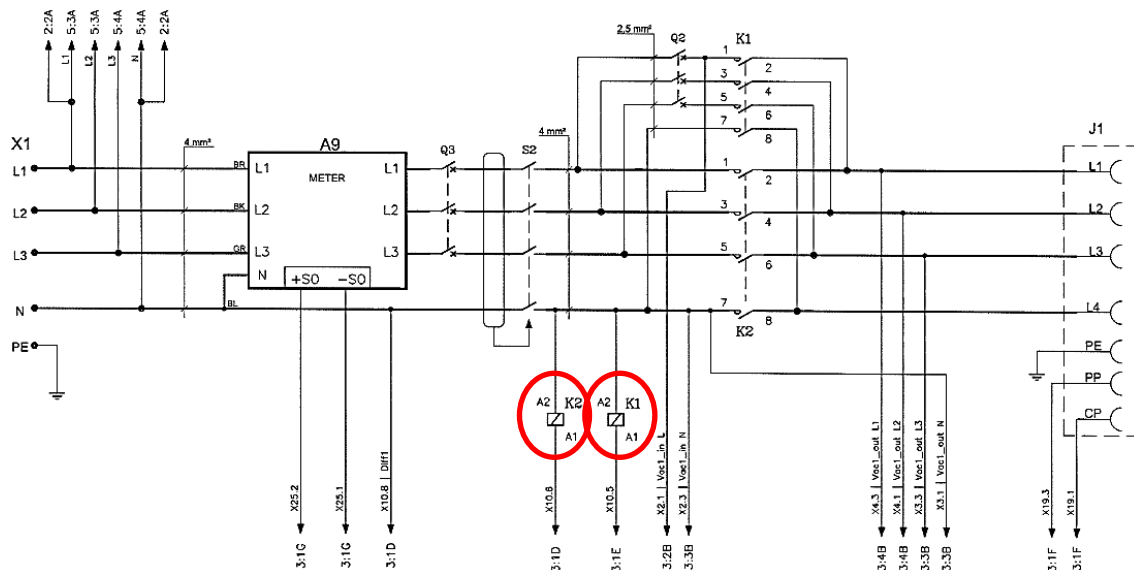 2:2A 5:3A 5:3A 5:4A 5:4A 2:2A
L1 L2 L3 N
2,5 mm² Q2 K1
1 2
3 4
5 6
7 8
X1 4 mm² A9 Q3 S2 4 mm² J1
L1 BR L1 METER L1 1 2 L1
L2 BK L2 L2 3 4 L2
L3 GR L3 L3 5 6 L3
N +SO -SO
N BL 7 8 L4
K2
PE PE
PP
CP
A2 K2 A2 K1
A1 A1
X25.2 X25.1 X10.8 | Diff1 X10.6 X10.5 X2.1 | Vac1_in L X2.3 | Vac1_in N X4.3 | Vac1_out L1 X4.1 | Vac1_out L2 X3.3 | Vac1_out L3 X3.1 | Vac1_out N X19.3 X19.1
3:1G 3:1G 3:1D 3:1D 3:1E 3:2B 3:3B 3:4B 3:4B 3:3B 3:3B 3:1F 3:1F